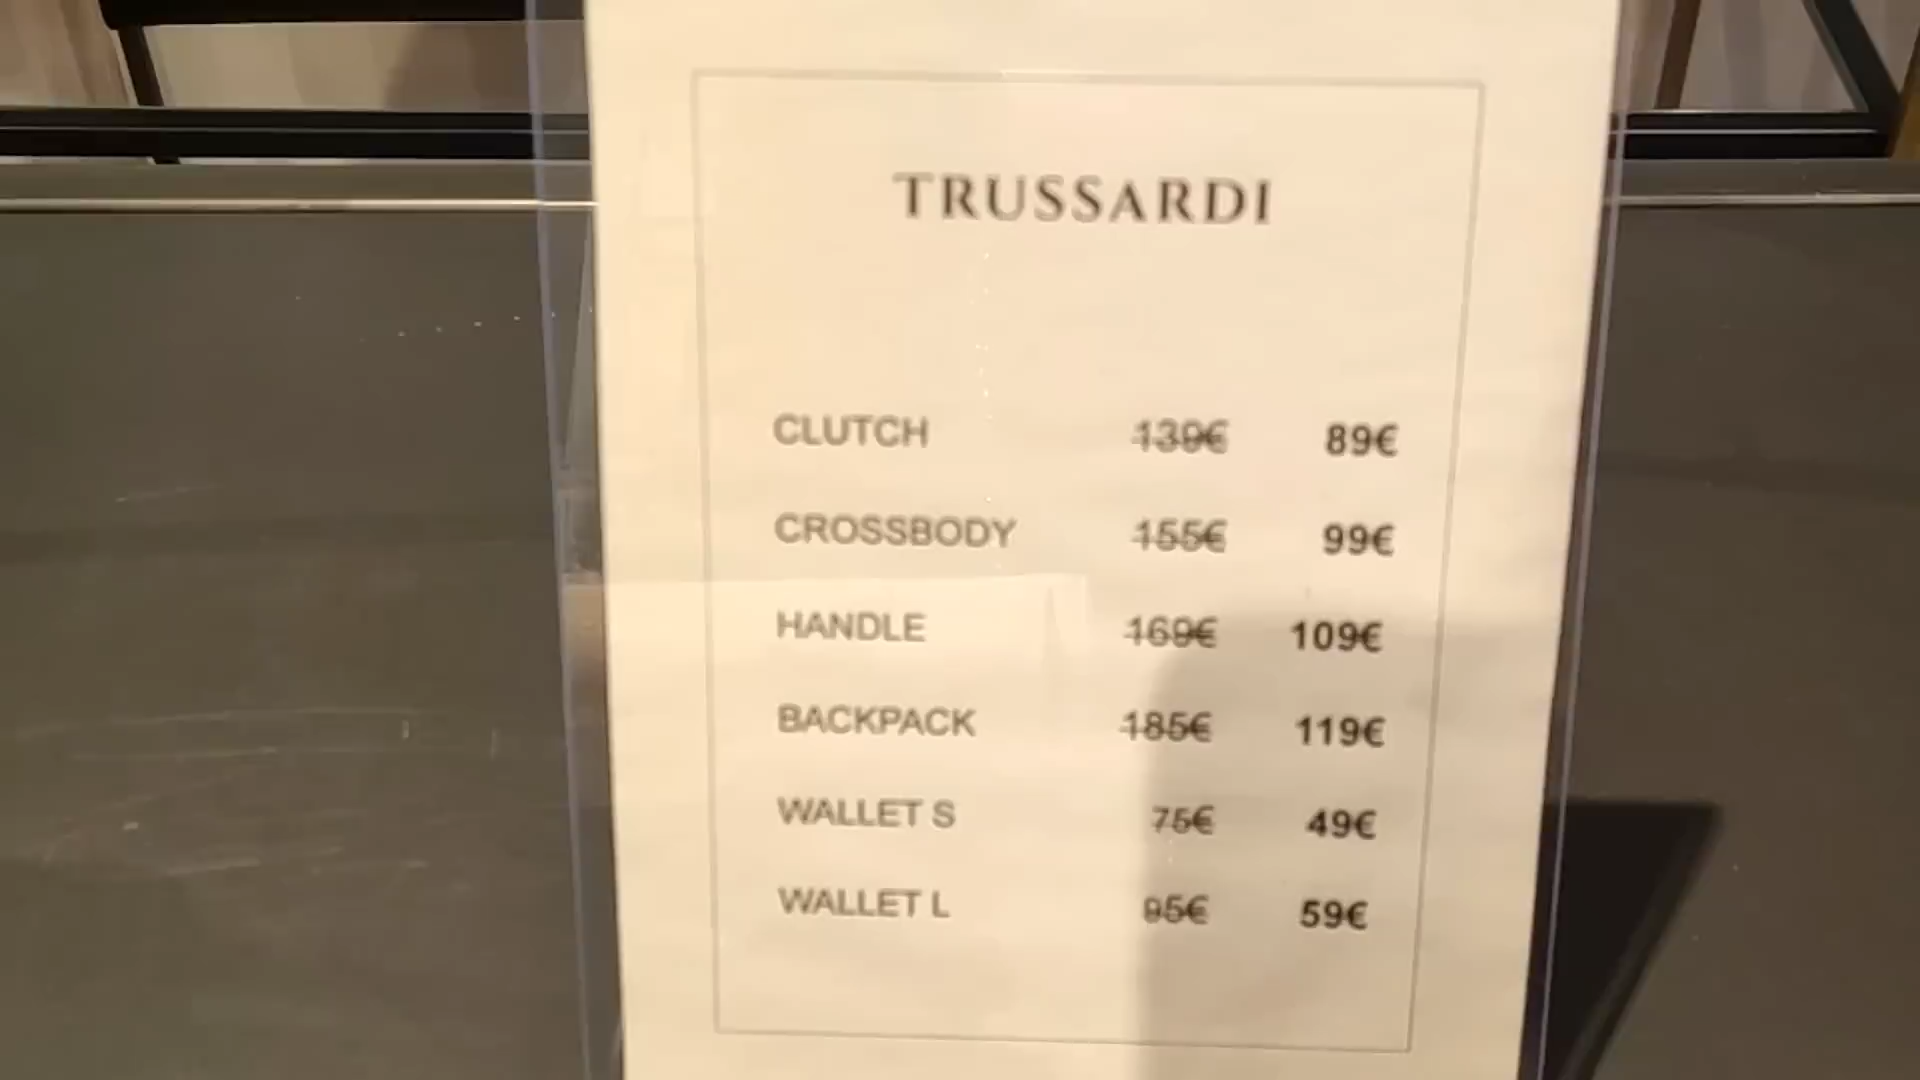 TRUSSARDI
CLUTCH 139€ 89€
CROSSBODY 155€ 99€
HANDLE 169€ 109€
BACKPACK 185€ 119€
WALLET S 75€ 49€
WALLET L 95€ 59€